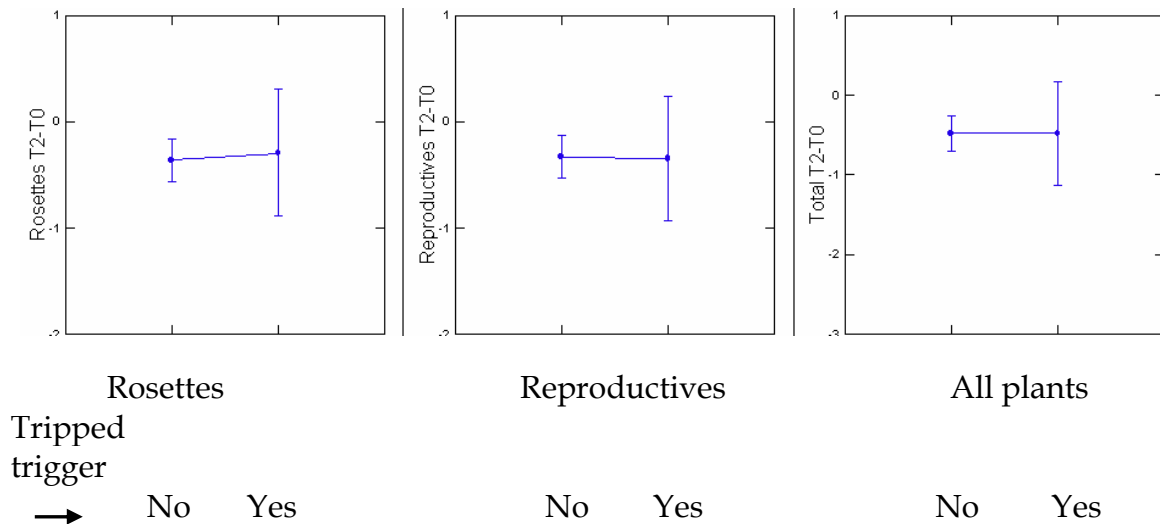 1
0
-1
-2
Rosettes T2-T0
1
0
-1
-2
Reproductives T2-T0
1
0
-1
-2
-3
Total T2-T0
Rosettes
Reproductives
All plants
Tripped
trigger
→ No Yes No Yes No Yes